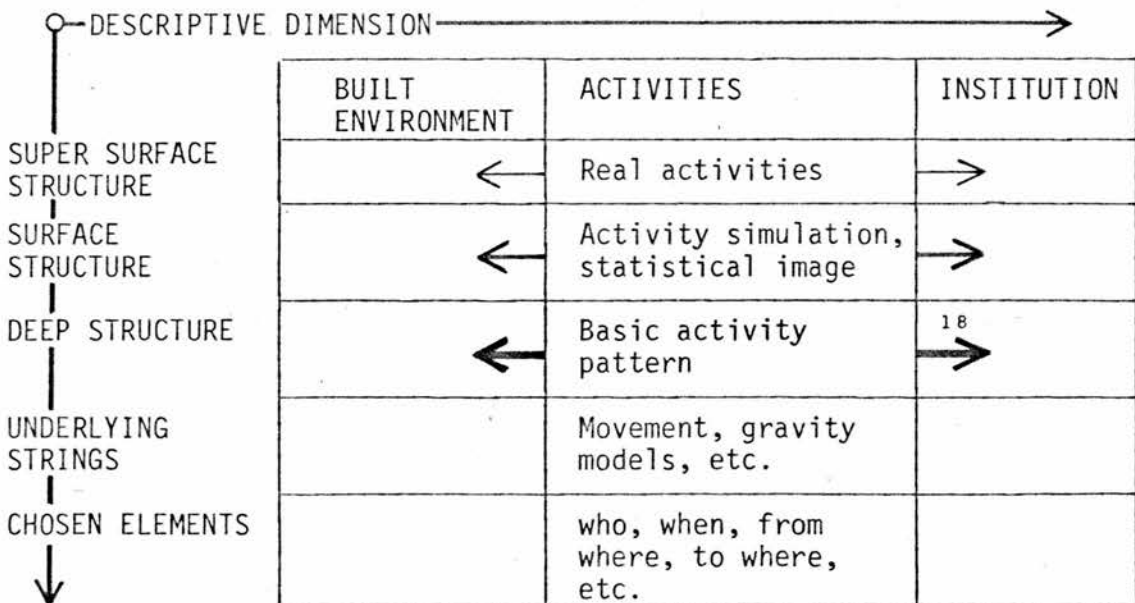 DESCRIPTIVE DIMENSION
BUILT ACTIVITIES INSTITUTION
ENVIRONMENT
SUPER SURFACE
STRUCTURE
Real activities
SURFACE
STRUCTURE
Activity simulation,
statistical image
DEEP STRUCTURE
Basic activity
pattern
18
UNDERLYING
STRINGS
Movement, gravity
models, etc.
CHOSEN ELEMENTS
who, when, from
where, to where,
etc.